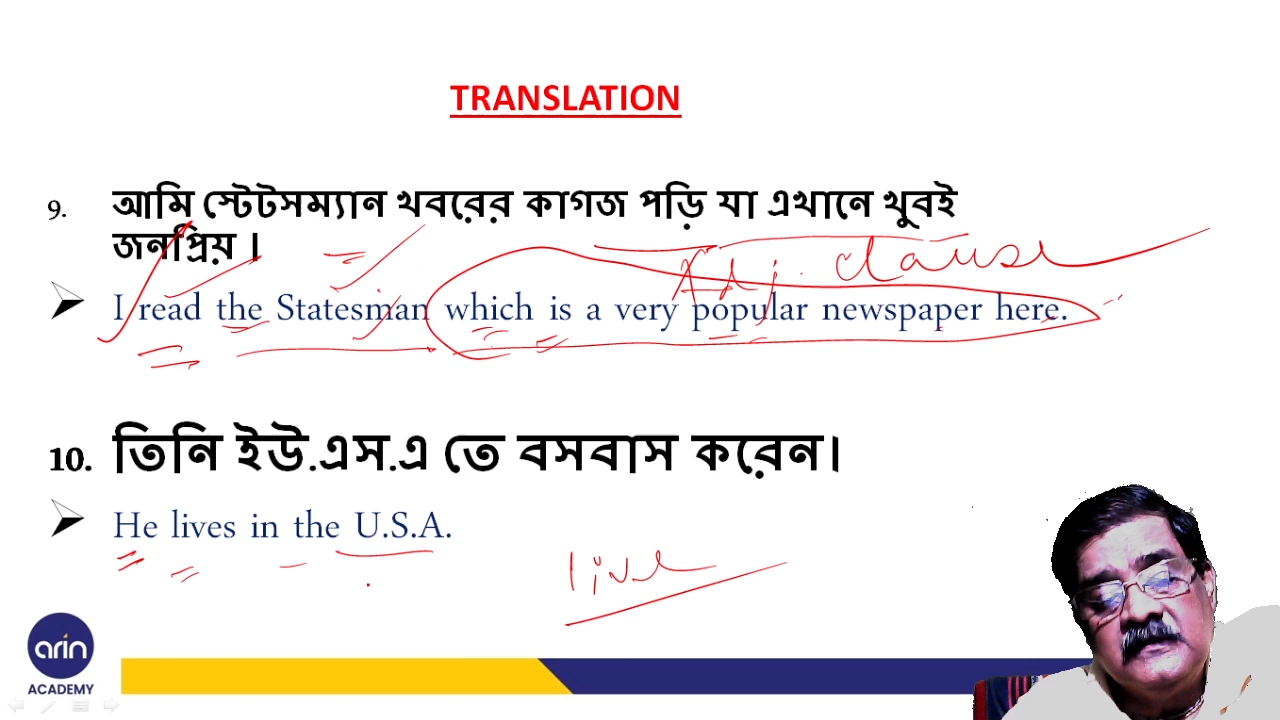 TRANSLATION
9. আমি স্টেটসম্যান খবরের কাগজ পড়ি যা এখানে খুবই
জনপ্রিয় ।
Adj. clause
I read the Statesman which is a very popular newspaper here.
10. তিনি ইউ.এস.এ তে বসবাস করেন।
He lives in the U.S.A.
live
arin
ACADEMY